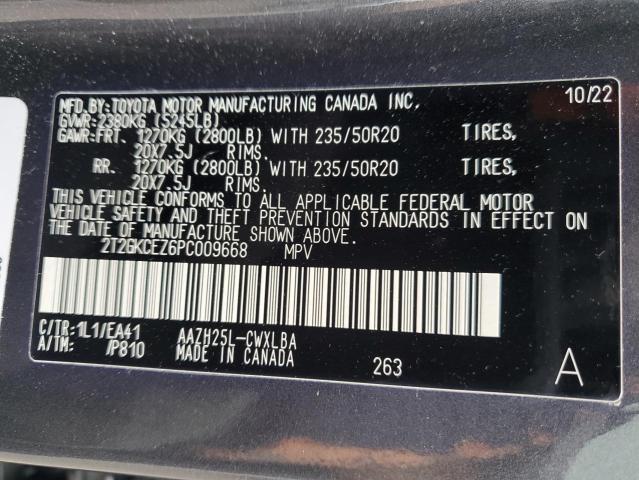 MFD.BY:TOYOTA MOTOR MANUFACTURING CANADA INC. 10/22
GVWR:2380KG (5245LB)
GAWR:FRT. 1270KG (2800LB) WITH 235/50R20 TIRES,
20X7.5J RIMS.
RR. 1270KG (2800LB) WITH 235/50R20 TIRES,
20X7.5J RIMS.
THIS VEHICLE CONFORMS TO ALL APPLICABLE FEDERAL MOTOR
VEHICLE SAFETY AND THEFT PREVENTION STANDARDS IN EFFECT ON
THE DATE OF MANUFACTURE SHOWN ABOVE.
2T2GKCEZ6PC009668 MPV
C/TR:1L1/EA41 AAZH25L-CWXLBA
A/TM: /P810 MADE IN CANADA 263 A